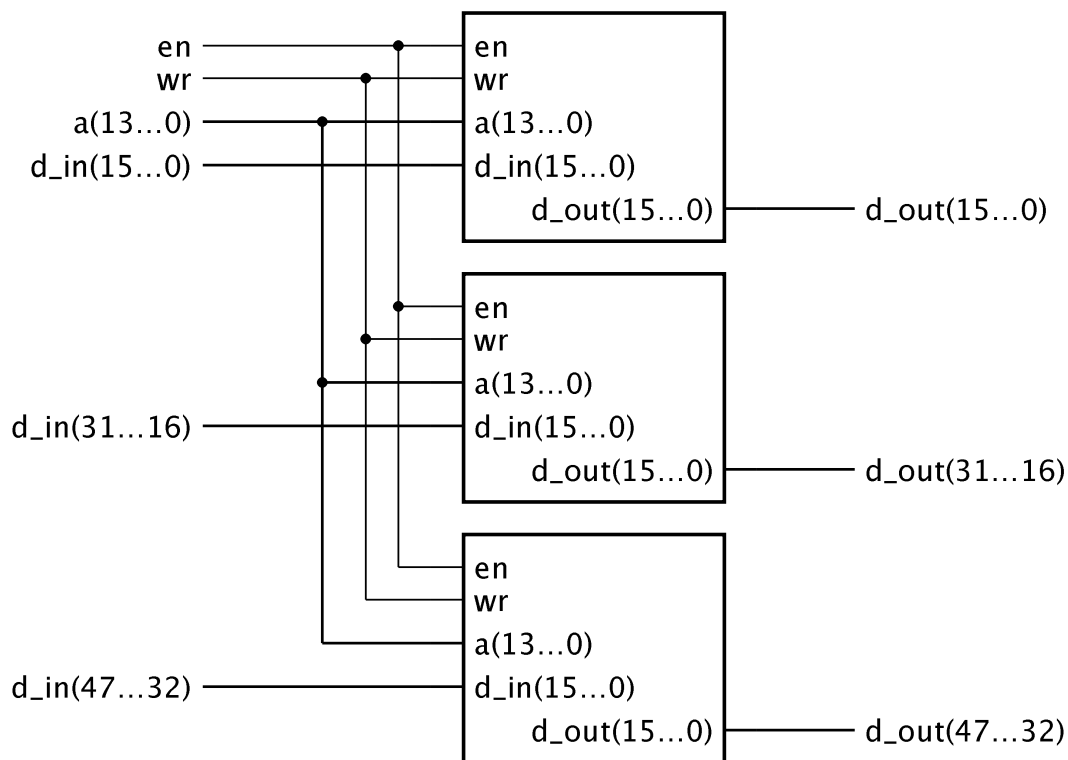 en
en
wr
wr
a(13…0)
a(13…0)
d_in(15…0)
d_in(15…0)
d_out(15…0)
d_out(15…0)
en
wr
a(13…0)
d_in(31…16)
d_in(15…0)
d_out(15…0)
d_out(31…16)
en
wr
a(13…0)
d_in(47…32)
d_in(15…0)
d_out(15…0)
d_out(47…32)